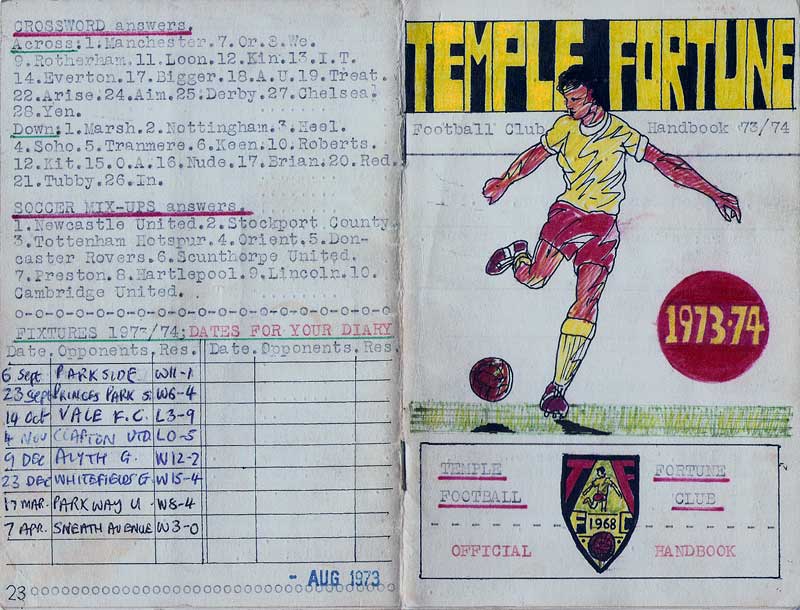 CROSSWORD answers.
Across:1.Manchester.7.Or.8.We.
9.Rotherham.11.Loon.12.Kin.13.I.T.
14.Everton.17.Bigger.18.A.U.19.Treat.
22.Arise.24.Aim.25.Derby.27.Chelsea.
28.Yen.
Down:1.Marsh.2.Nottingham.3.Heel.
4.Soho.5.Tranmere.6.Keen.10.Roberts.
12.Kit.15.O.A.16.Nude.17.Brian.20.Red.
21.Tubby.26.In.
SOCCER MIX-UPS answers.
1.Newcastle United.2.Stockport County.
3.Tottenham Hotspur.4.Orient.5.Don-
caster Rovers.6.Scunthorpe United.
7.Preston.8.Hartlepool.9.Lincoln.10.
Cambridge United.
FIXTURES 1973/74;DATES FOR YOUR DIARY
Date.Opponents.Res. Date.Opponents.Res.
6 Sept PARKSIDE W11-1
23 Sept PRINCES PARK S. W6-4
14 Oct VALE F.C. L3-9
4 NOV CLAPTON UTD. L0-5
9 DEC ALYTH G. W12-2
23 DEC WHITEFIELDS G W15-4
17 MAR. PARKWAY U W8-4
7 APR. SNEATH AVENUE W3-0
- AUG 1973
23
TEMPLE FORTUNE
Football Club Handbook '73/74
1973-74
TEMPLE FORTUNE
FOOTBALL CLUB
T F
F 1968 C
OFFICIAL HANDBOOK